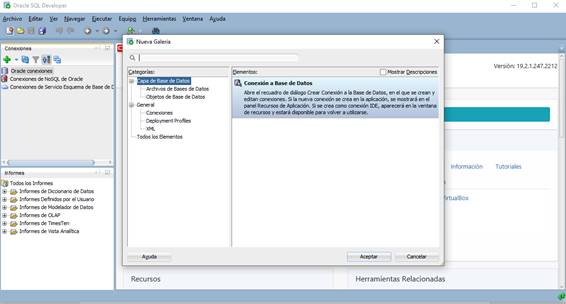 Oracle SQL Developer
Archivo Editar Ver Navegar Ejecutar Equipo Herramientas Ventana Ayuda
Conexiones
Oracle conexiones
Conexiones de NoSQL de Oracle
Conexiones de Servicio Esquema de Base de D
Informes
Todos los Informes
Informes de Diccionario de Datos
Informes Definidos por el Usuario
Informes de Modelador de Datos
Informes de OLAP
Informes de TimesTen
Informes de Vista Analítica
Nueva Galería
Categorías:
Capa de Base de Datos
Archivos de Bases de Datos
Objetos de Base de Datos
General
Conexiones
Deployment Profiles
XML
Todos los Elementos
Elementos:
Mostrar Descripciones
Conexión a Base de Datos
Abre el recuadro de diálogo Crear Conexión a la Base de Datos, en el que se crean y
editan conexiones. Si la nueva conexión se crea en la aplicación, se mostrará en el
panel Recursos de Aplicación. Si se crea como conexión IDE, aparecerá en la ventana
de recursos y estará disponible para volver a utilizarse.
Ayuda
Aceptar
Cancelar
Versión: 19.2.1.247.2212
Información
Tutoriales
VirtualBox
Recursos
Herramientas Relacionadas